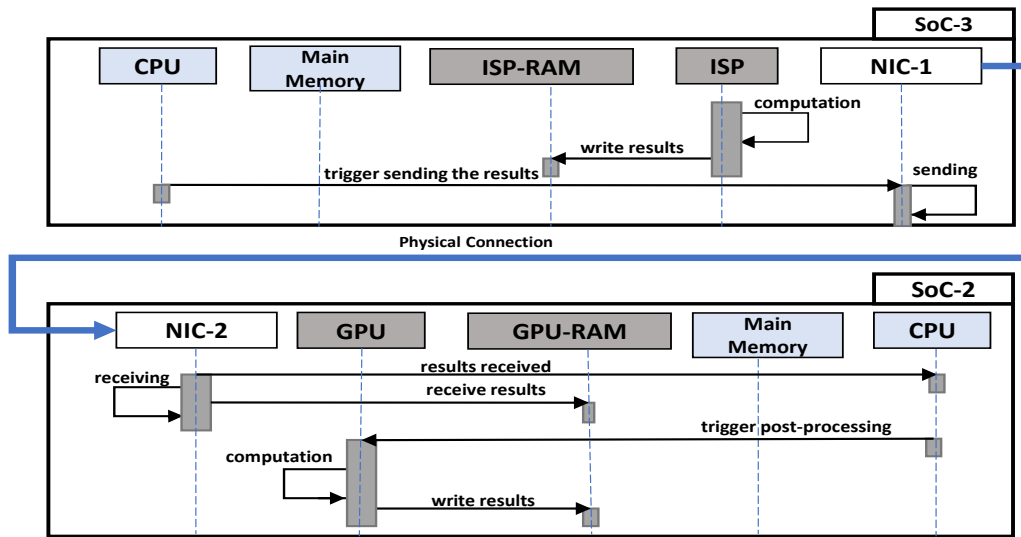 SoC-3
CPU
Main
Memory
ISP-RAM
ISP
NIC-1
computation
write results
trigger sending the results
sending
Physical Connection
SoC-2
NIC-2
GPU
GPU-RAM
Main
Memory
CPU
results received
receiving
receive results
trigger post-processing
computation
write results